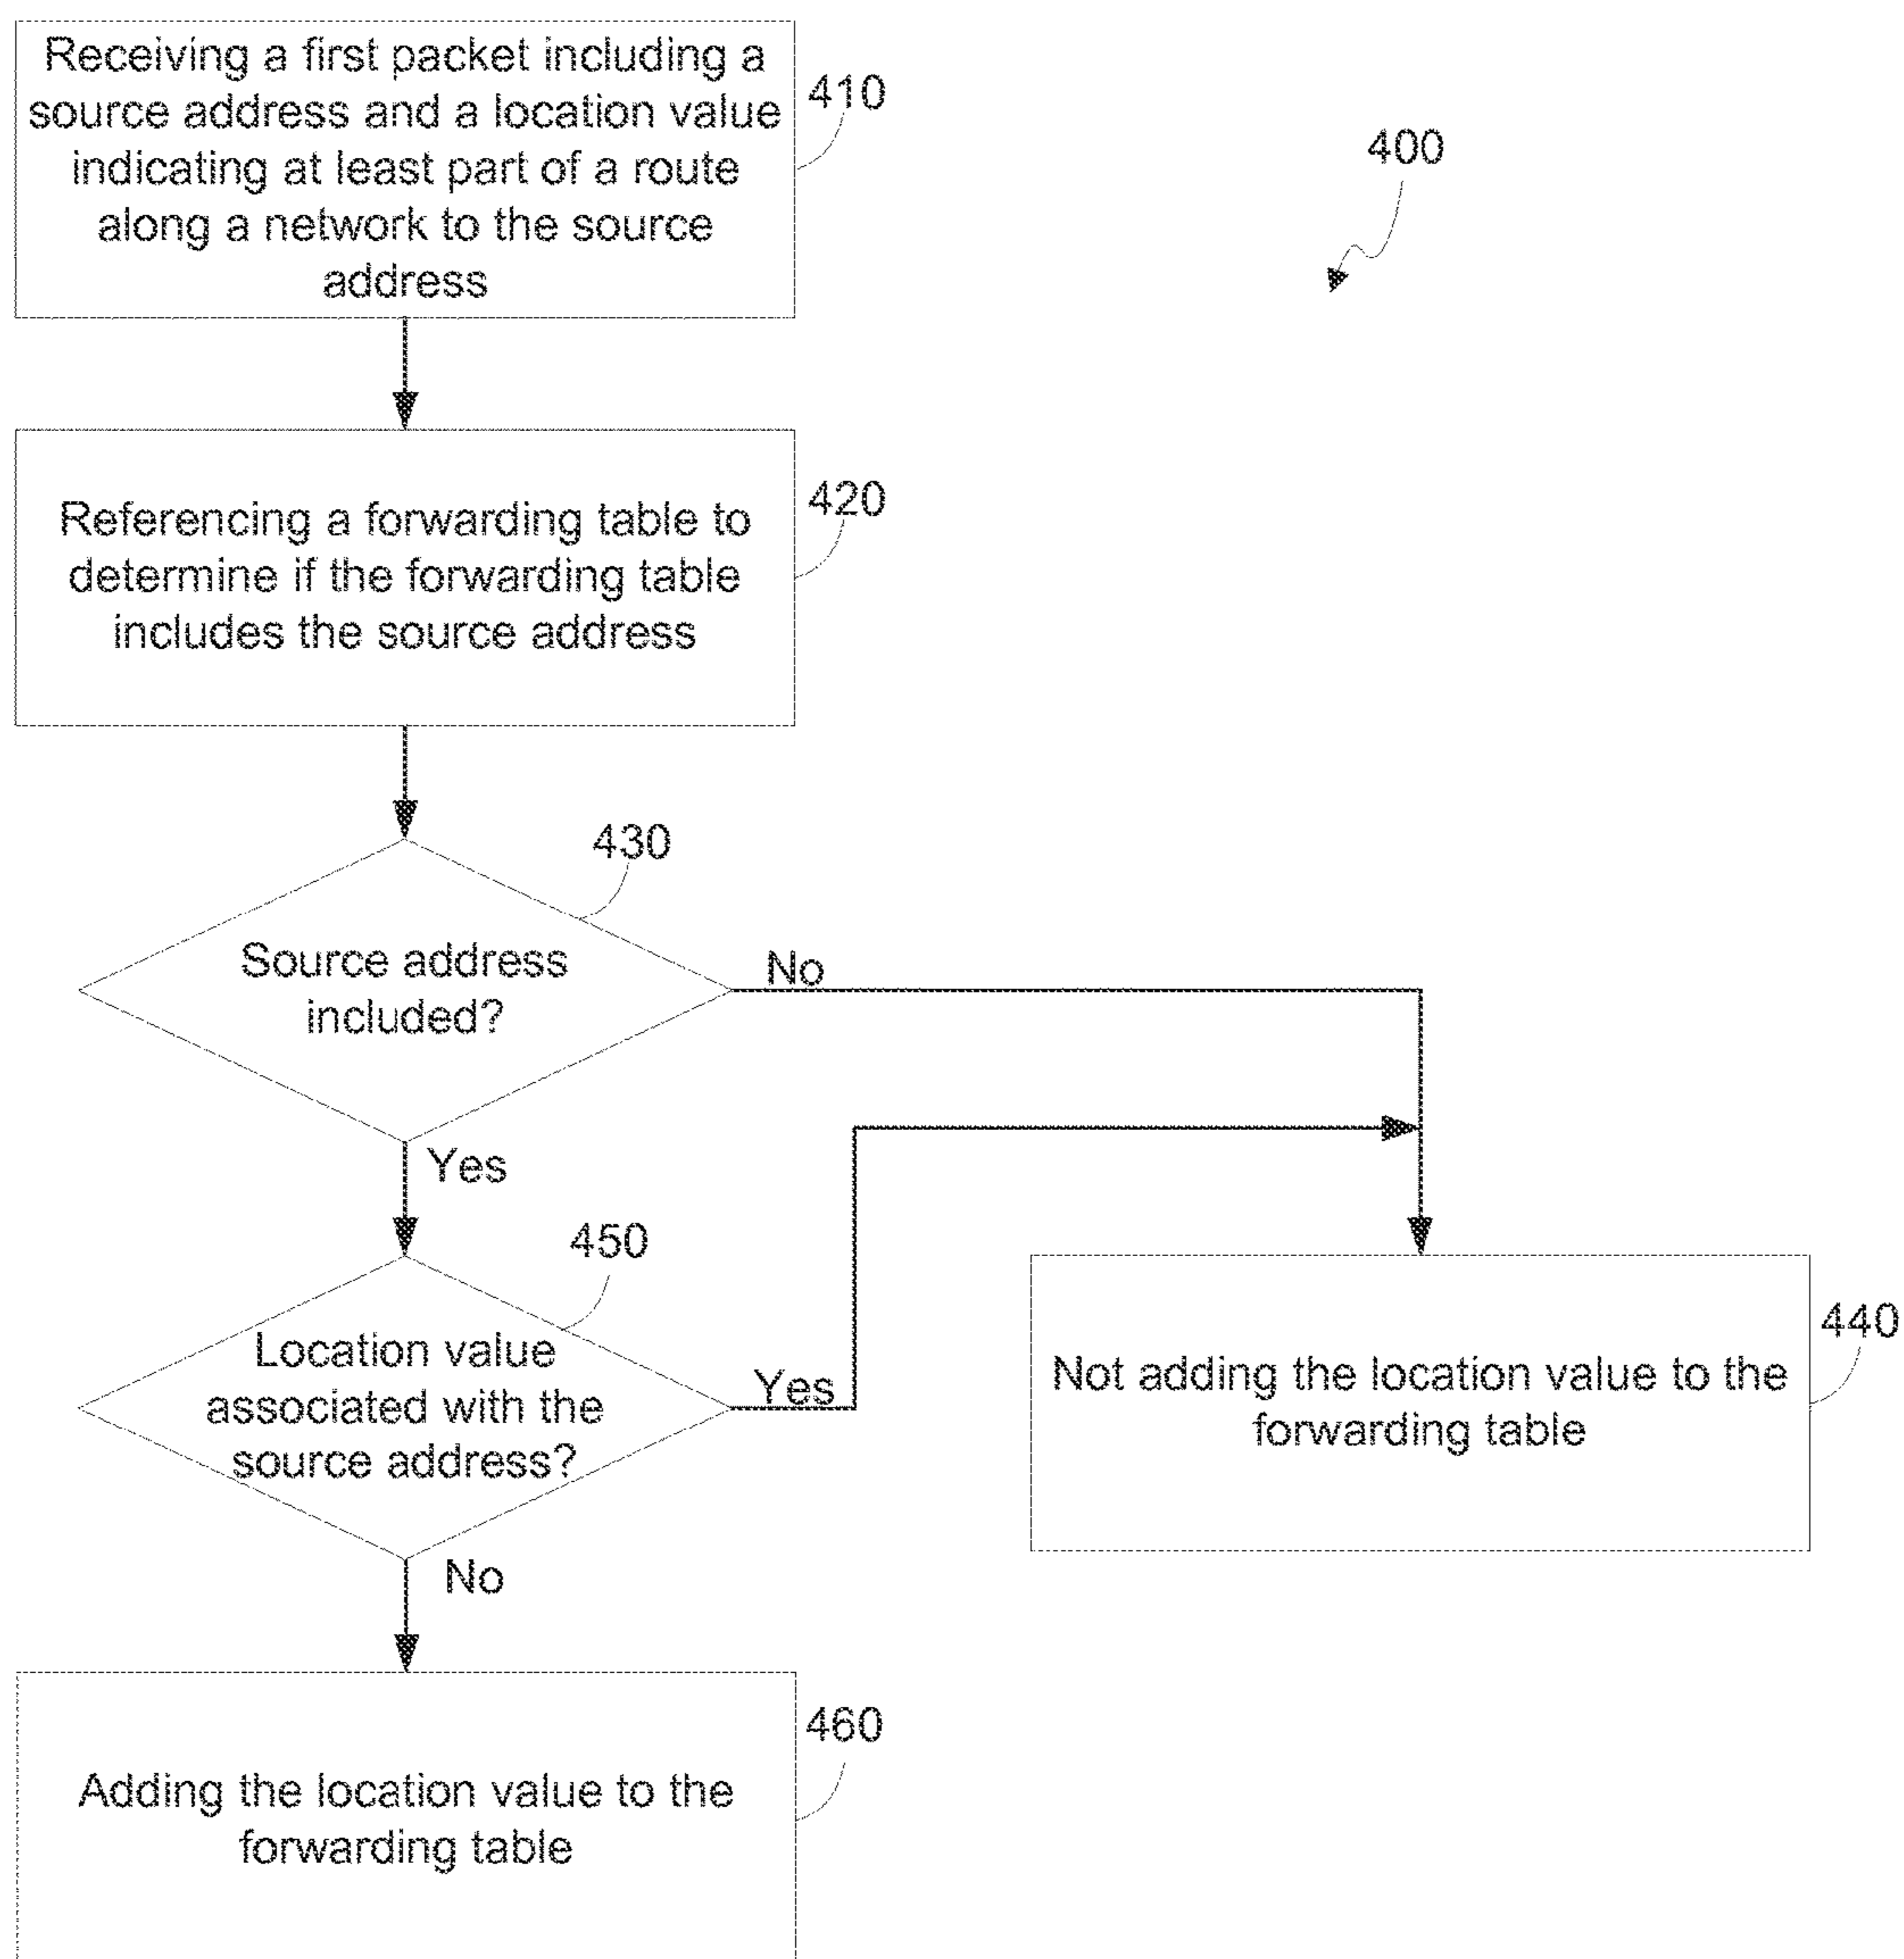 Receiving a first packet including a
source address and a location value
indicating at least part of a route
along a network to the source
address
410
400
Referencing a forwarding table to
determine if the forwarding table
includes the source address
420
430
Source address
included?
No
Yes
450
Location value
associated with the
source address?
Yes
440
Not adding the location value to the
forwarding table
No
460
Adding the location value to the
forwarding table